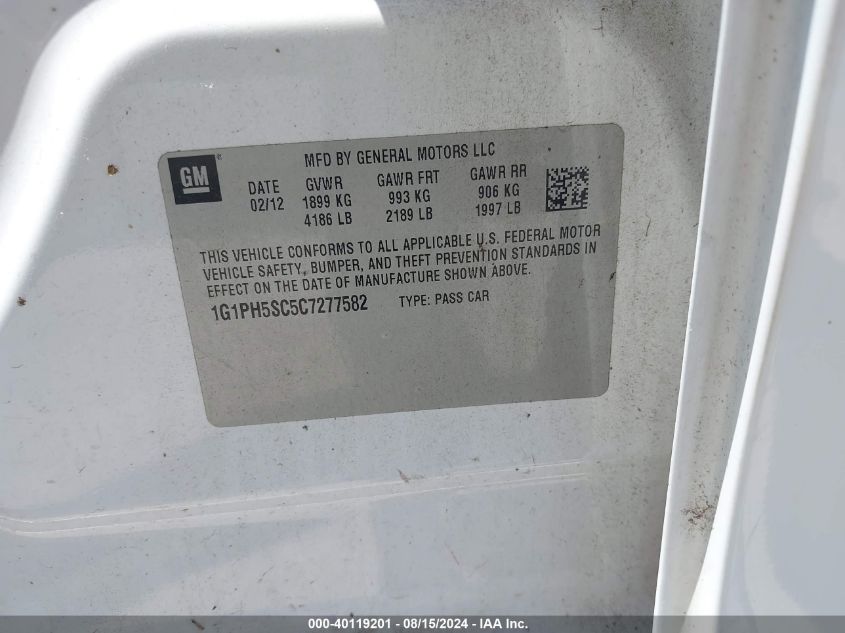 GM
MFD BY GENERAL MOTORS LLC
DATE GVWR GAWR FRT GAWR RR
02/12 1899 KG 993 KG 906 KG
4186 LB 2189 LB 1997 LB
THIS VEHICLE CONFORMS TO ALL APPLICABLE U.S. FEDERAL MOTOR
VEHICLE SAFETY, BUMPER, AND THEFT PREVENTION STANDARDS IN
EFFECT ON THE DATE OF MANUFACTURE SHOWN ABOVE.
1G1PH5SC5C7277582 TYPE: PASS CAR
000-40119201 - 08/15/2024 - IAA Inc.